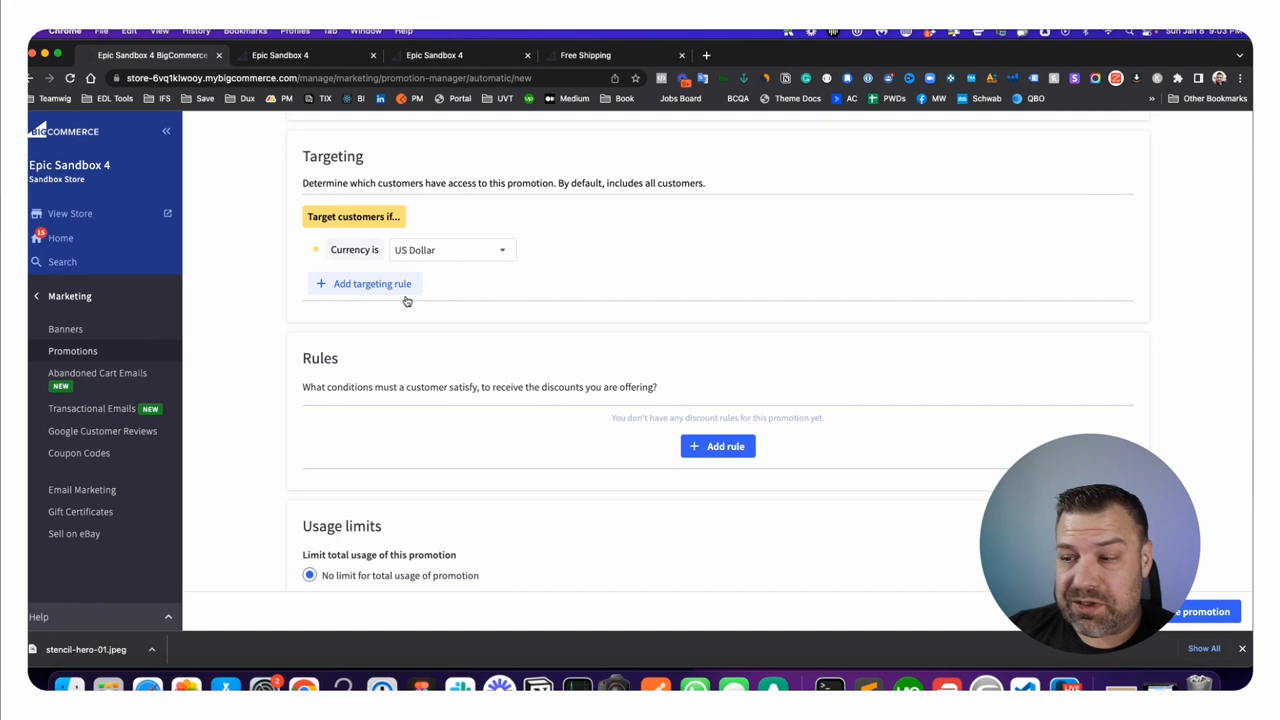 Chrome File Edit View History Bookmarks Profiles Tab Window Help Sun Jan 8 9:03 PM
Epic Sandbox 4 BigCommerce Epic Sandbox 4 Epic Sandbox 4 Free Shipping
store-6vq1klwoy.mybigcommerce.com/manage/marketing/promotion-manager/automatic/new
Teamwig EDL Tools IFS Save Dux PM TIX BI PM Portal UVT Medium Book Jobs Board BCQA Theme Docs AC PWDs MW Schwab QBO » Other Bookmarks
BIGCOMMERCE
Epic Sandbox 4
Sandbox Store
View Store
15
Home
Search
Marketing
Banners
Promotions
Abandoned Cart Emails
NEW
Transactional Emails NEW
Google Customer Reviews
Coupon Codes
Email Marketing
Gift Certificates
Sell on eBay
Help
Targeting
Determine which customers have access to this promotion. By default, includes all customers.
Target customers if...
Currency is US Dollar
+ Add targeting rule
Rules
What conditions must a customer satisfy, to receive the discounts you are offering?
You don't have any discount rules for this promotion yet.
+ Add rule
Usage limits
Limit total usage of this promotion
No limit for total usage of promotion
promotion
stencil-hero-01.jpeg
Show All
2
LIVE